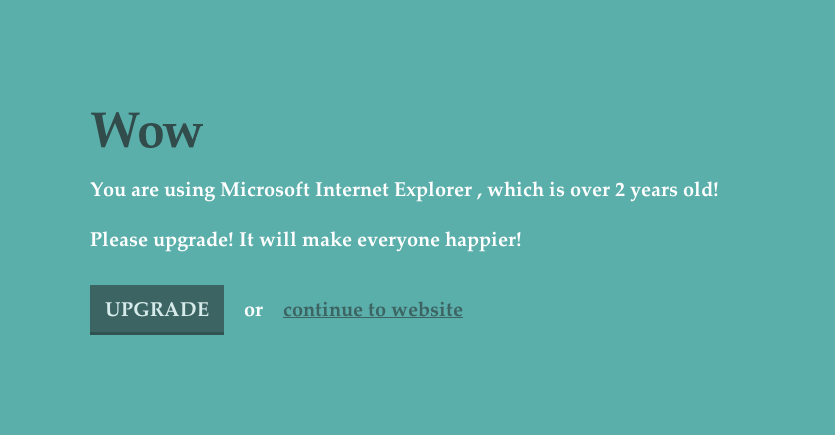 Wow
You are using Microsoft Internet Explorer , which is over 2 years old!
Please upgrade! It will make everyone happier!
UPGRADE or continue to website